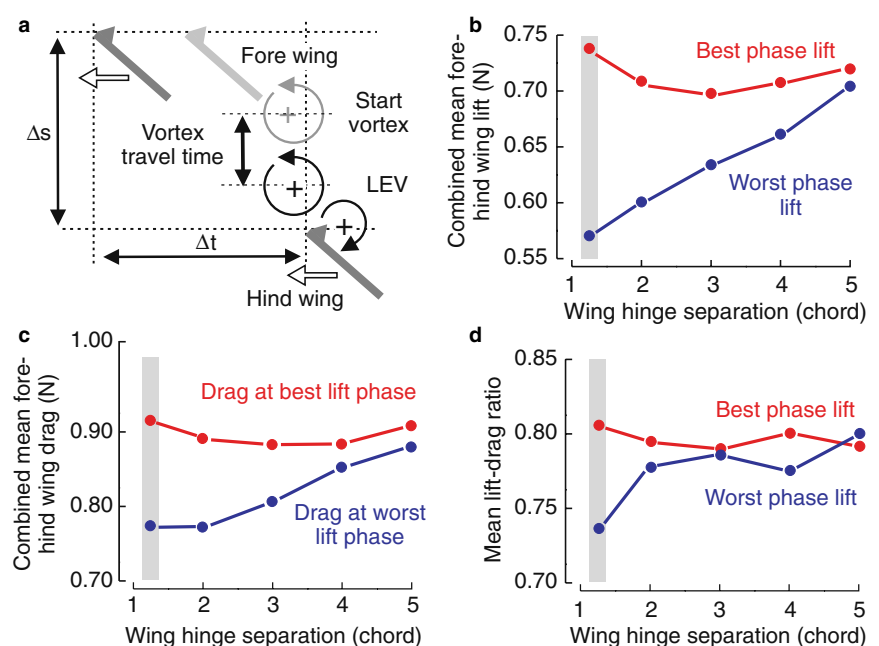 a
Fore wing
Start
vortex
Δs
Vortex
travel time
LEV
Δt
Hind wing
b
Combined mean fore-
hind wing lift (N)
0.75
0.70
0.65
0.60
0.55
Best phase lift
Worst phase
lift
1 2 3 4 5
Wing hinge separation (chord)
c
Combined mean fore-
hind wing drag (N)
1.00
0.90
0.80
0.70
Drag at best lift phase
Drag at worst
lift phase
1 2 3 4 5
Wing hinge separation (chord)
d
Mean lift-drag ratio
0.85
0.80
0.75
0.70
Best phase lift
Worst phase lift
1 2 3 4 5
Wing hinge separation (chord)